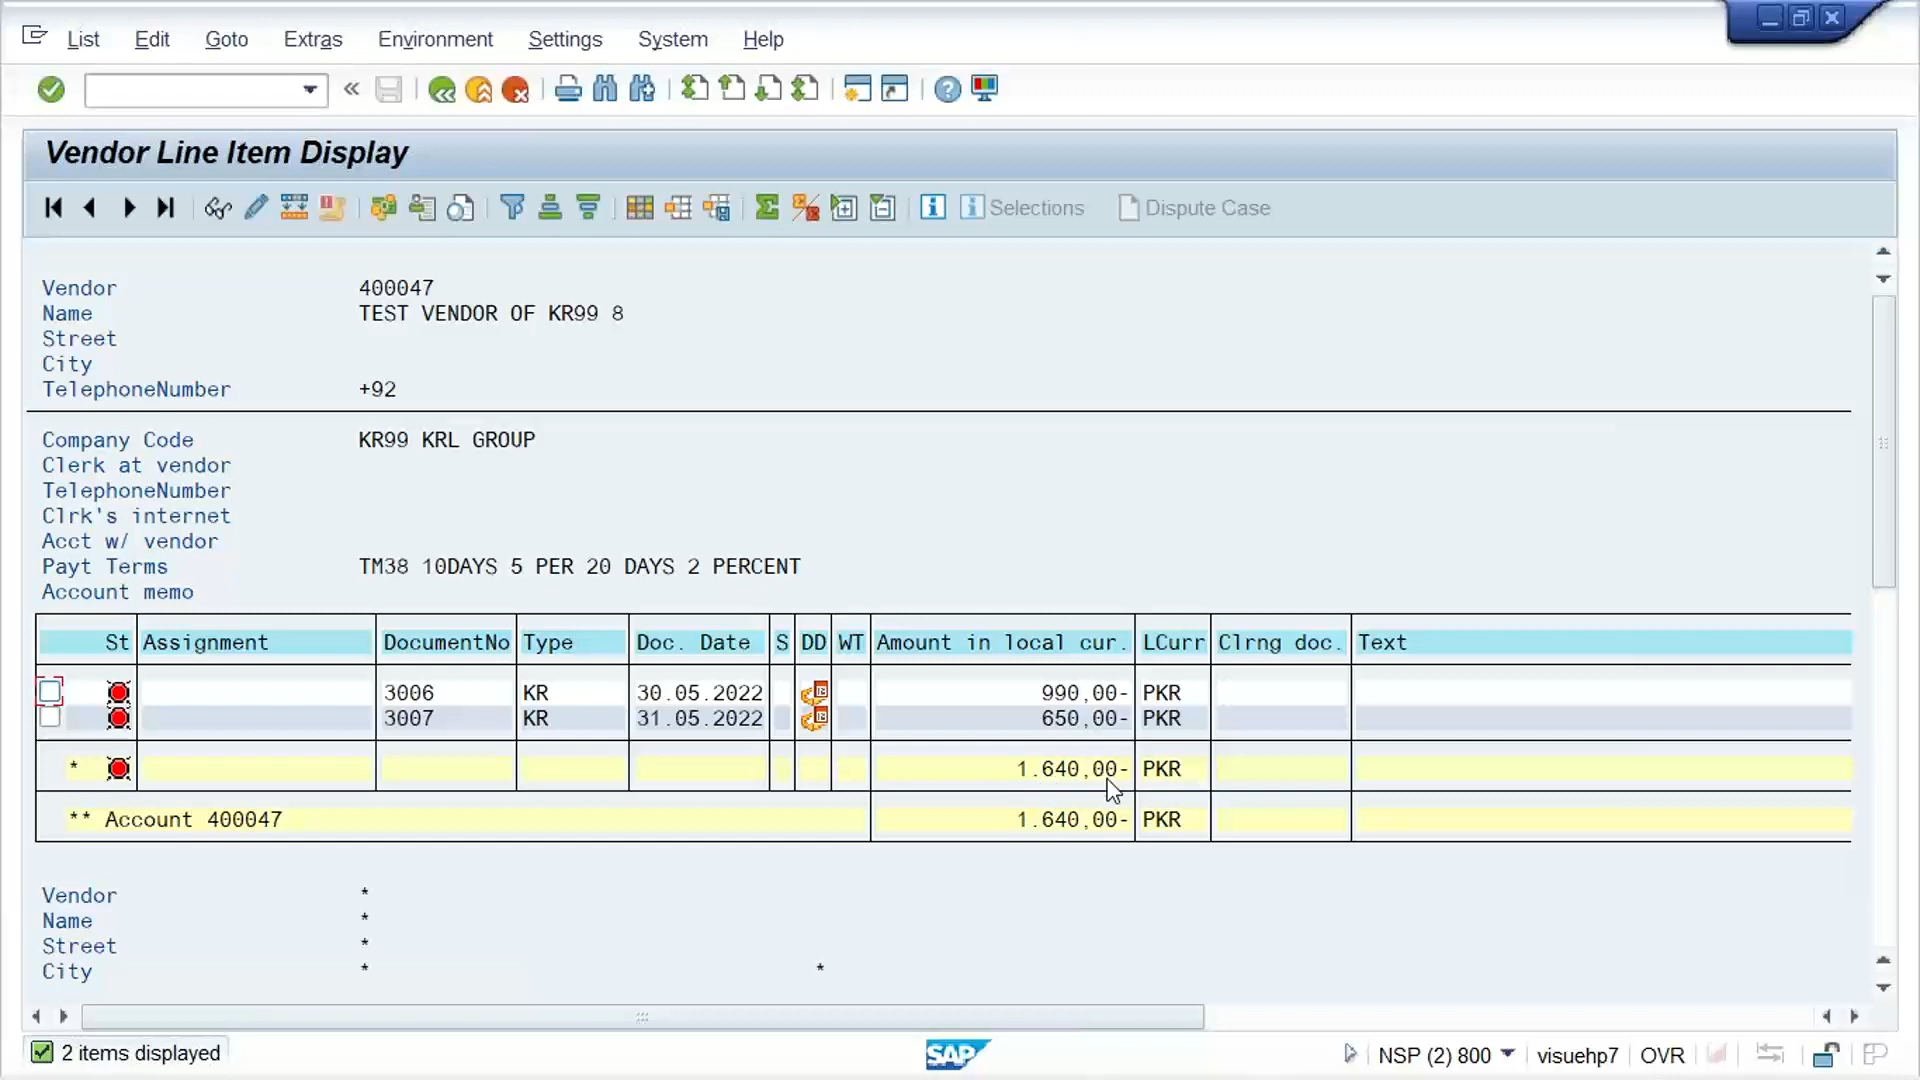 List Edit Goto Extras Environment Settings System Help
Vendor Line Item Display
Selections Dispute Case
Vendor 400047
Name TEST VENDOR OF KR99 8
Street
City
TelephoneNumber +92
Company Code KR99 KRL GROUP
Clerk at vendor
TelephoneNumber
Clrk's internet
Acct w/ vendor
Payt Terms TM38 10DAYS 5 PER 20 DAYS 2 PERCENT
Account memo
St Assignment DocumentNo Type Doc. Date S DD WT Amount in local cur. LCurr Clrng doc. Text
3006 KR 30.05.2022 990,00- PKR
3007 KR 31.05.2022 650,00- PKR
* 1.640,00- PKR
** Account 400047 1.640,00- PKR
Vendor *
Name *
Street *
City * *
2 items displayed SAP NSP (2) 800 visuehp7 OVR